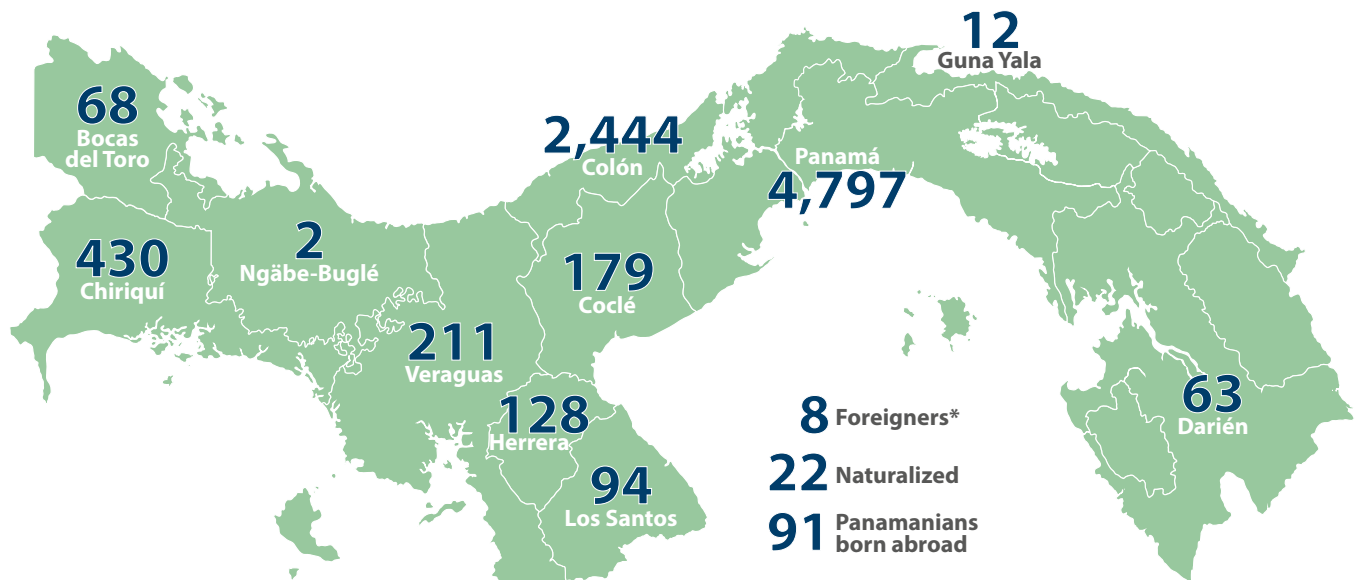 12
Guna Yala
68
Bocas
del Toro
2,444
Colón
Panamá
4,797
430
Chiriquí
2
Ngäbe-Buglé
179
Coclé
211
Veraguas
128
Herrera
94
Los Santos
63
Darién
8 Foreigners*
22 Naturalized
91 Panamanians
born abroad